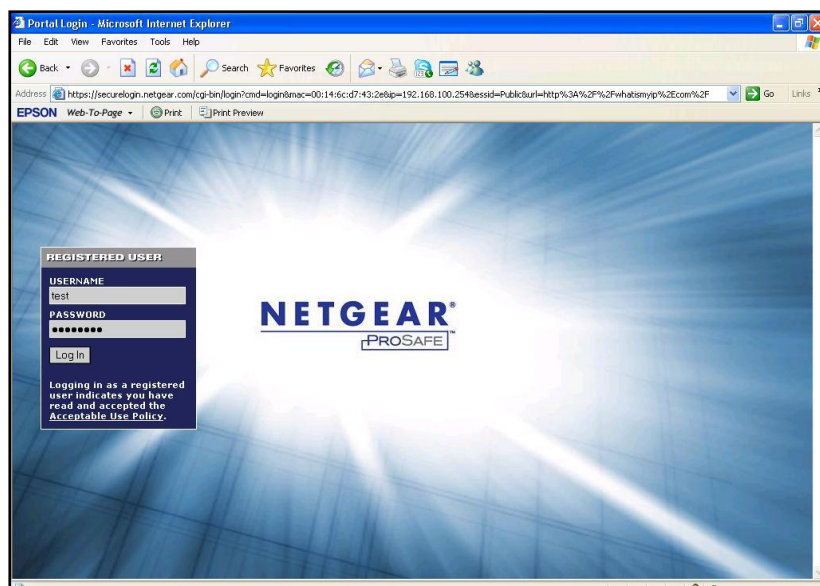 Portal Login - Microsoft Internet Explorer
File Edit View Favorites Tools Help
Back Search Favorites
Address https://securelogin.netgear.com/cgi-bin/login?cmd=login&mac=00:14:6c:d7:43:2e&ip=192.168.100.254&essid=Public&url=http%3A%2F%2Fwhatismyip%2Ecom%2F Go Links
EPSON Web-To-Page Print Print Preview
REGISTERED USER
USERNAME
test
PASSWORD
Log In
Logging in as a registered
user indicates you have
read and accepted the
Acceptable Use Policy.
NETGEAR®
PROSAFE™